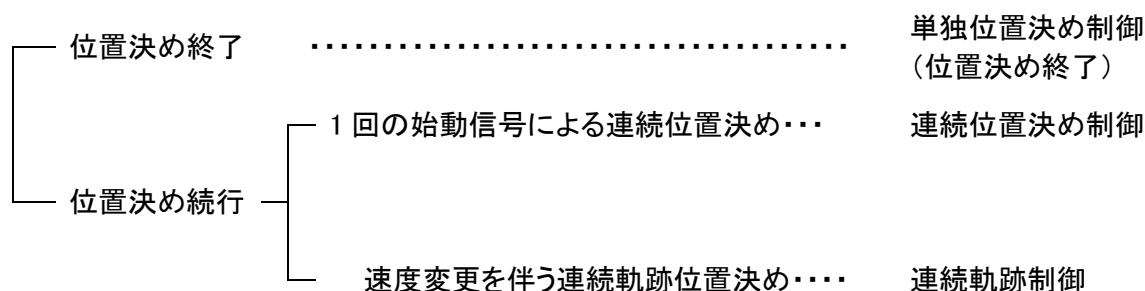 位置決め終了 ・・・・・・・・・・・・・・・・・・・・・・・・・・・・・・・・・・・・・ 単独位置決め制御
（位置決め終了）
1 回の始動信号による連続位置決め・・・ 連続位置決め制御
位置決め続行
速度変更を伴う連続軌跡位置決め・・・・ 連続軌跡制御